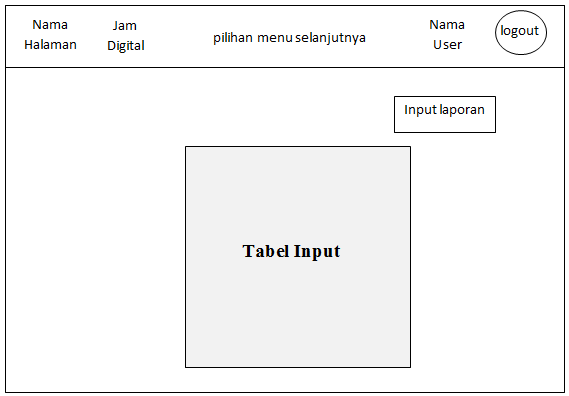 Nama
Halaman
Jam
Digital
pilihan menu selanjutnya
Nama
User
logout
Input laporan
Tabel Input